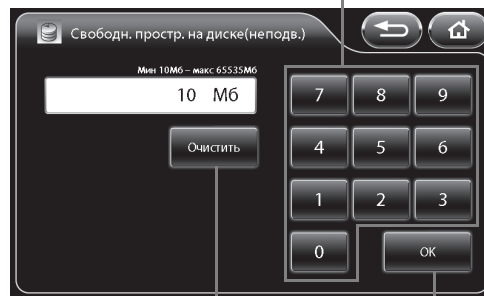 Свободн. простр. на диске(неподв.)
Мин 10Мб – макс 65535Мб
10 Мб
Очистить
7 8 9
4 5 6
1 2 3
0 ОК